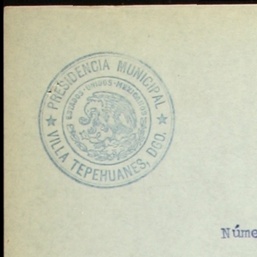 PRESIDENCIA MUNICIPAL
ESTADOS-UNIDOS-MEXICANOS
VILLA TEPEHUANES, DGO.
Núme